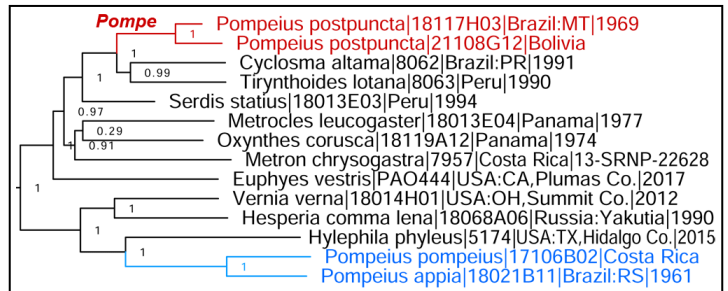 Pompe
Pompeius postpuncta|18117H03|Brazil:MT|1969
1
Pompeius postpuncta|21108G12|Bolivia
1
Cyclosma altama|8062|Brazil:PR|1991
1
0.99
Tirynthoides lotana|8063|Peru|1990
Serdis statius|18013E03|Peru|1994
0.97
Metrocles leucogaster|18013E04|Panama|1977
0.29
Oxynthes corusca|18119A12|Panama|1974
1
0.91
Metron chrysogastra|7957|Costa Rica|13-SRNP-22628
Euphyes vestris|PAO444|USA:CA,Plumas Co.|2017
1
Vernia verna|18014H01|USA:OH,Summit Co.|2012
1
Hesperia comma lena|18068A06|Russia:Yakutia|1990
Hylephila phyleus|5174|USA:TX,Hidalgo Co.|2015
1
1
Pompeius pompeius|17106B02|Costa Rica
1
Pompeius appia|18021B11|Brazil:RS|1961